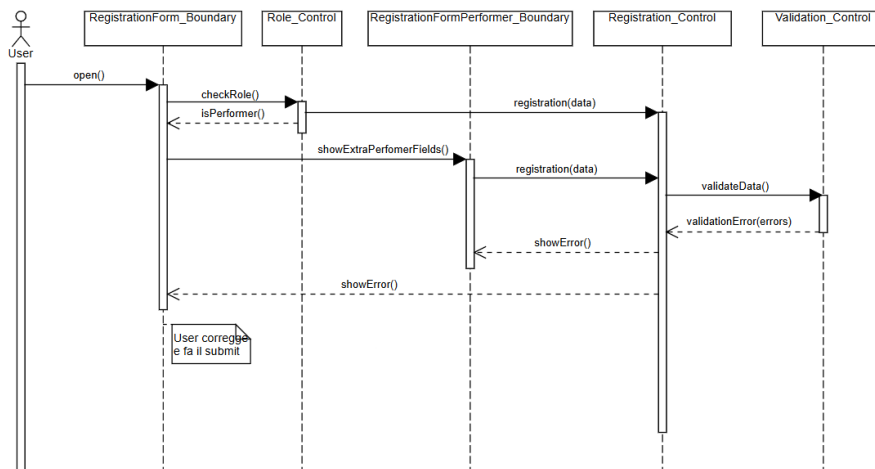 RegistrationForm_Boundary
Role_Control
RegistrationFormPerformer_Boundary
Registration_Control
Validation_Control
User
open()
checkRole()
isPerformer()
registration(data)
showExtraPerfomerFields()
registration(data)
validateData()
validationError(errors)
showError()
showError()
User corregge
e fa il submit